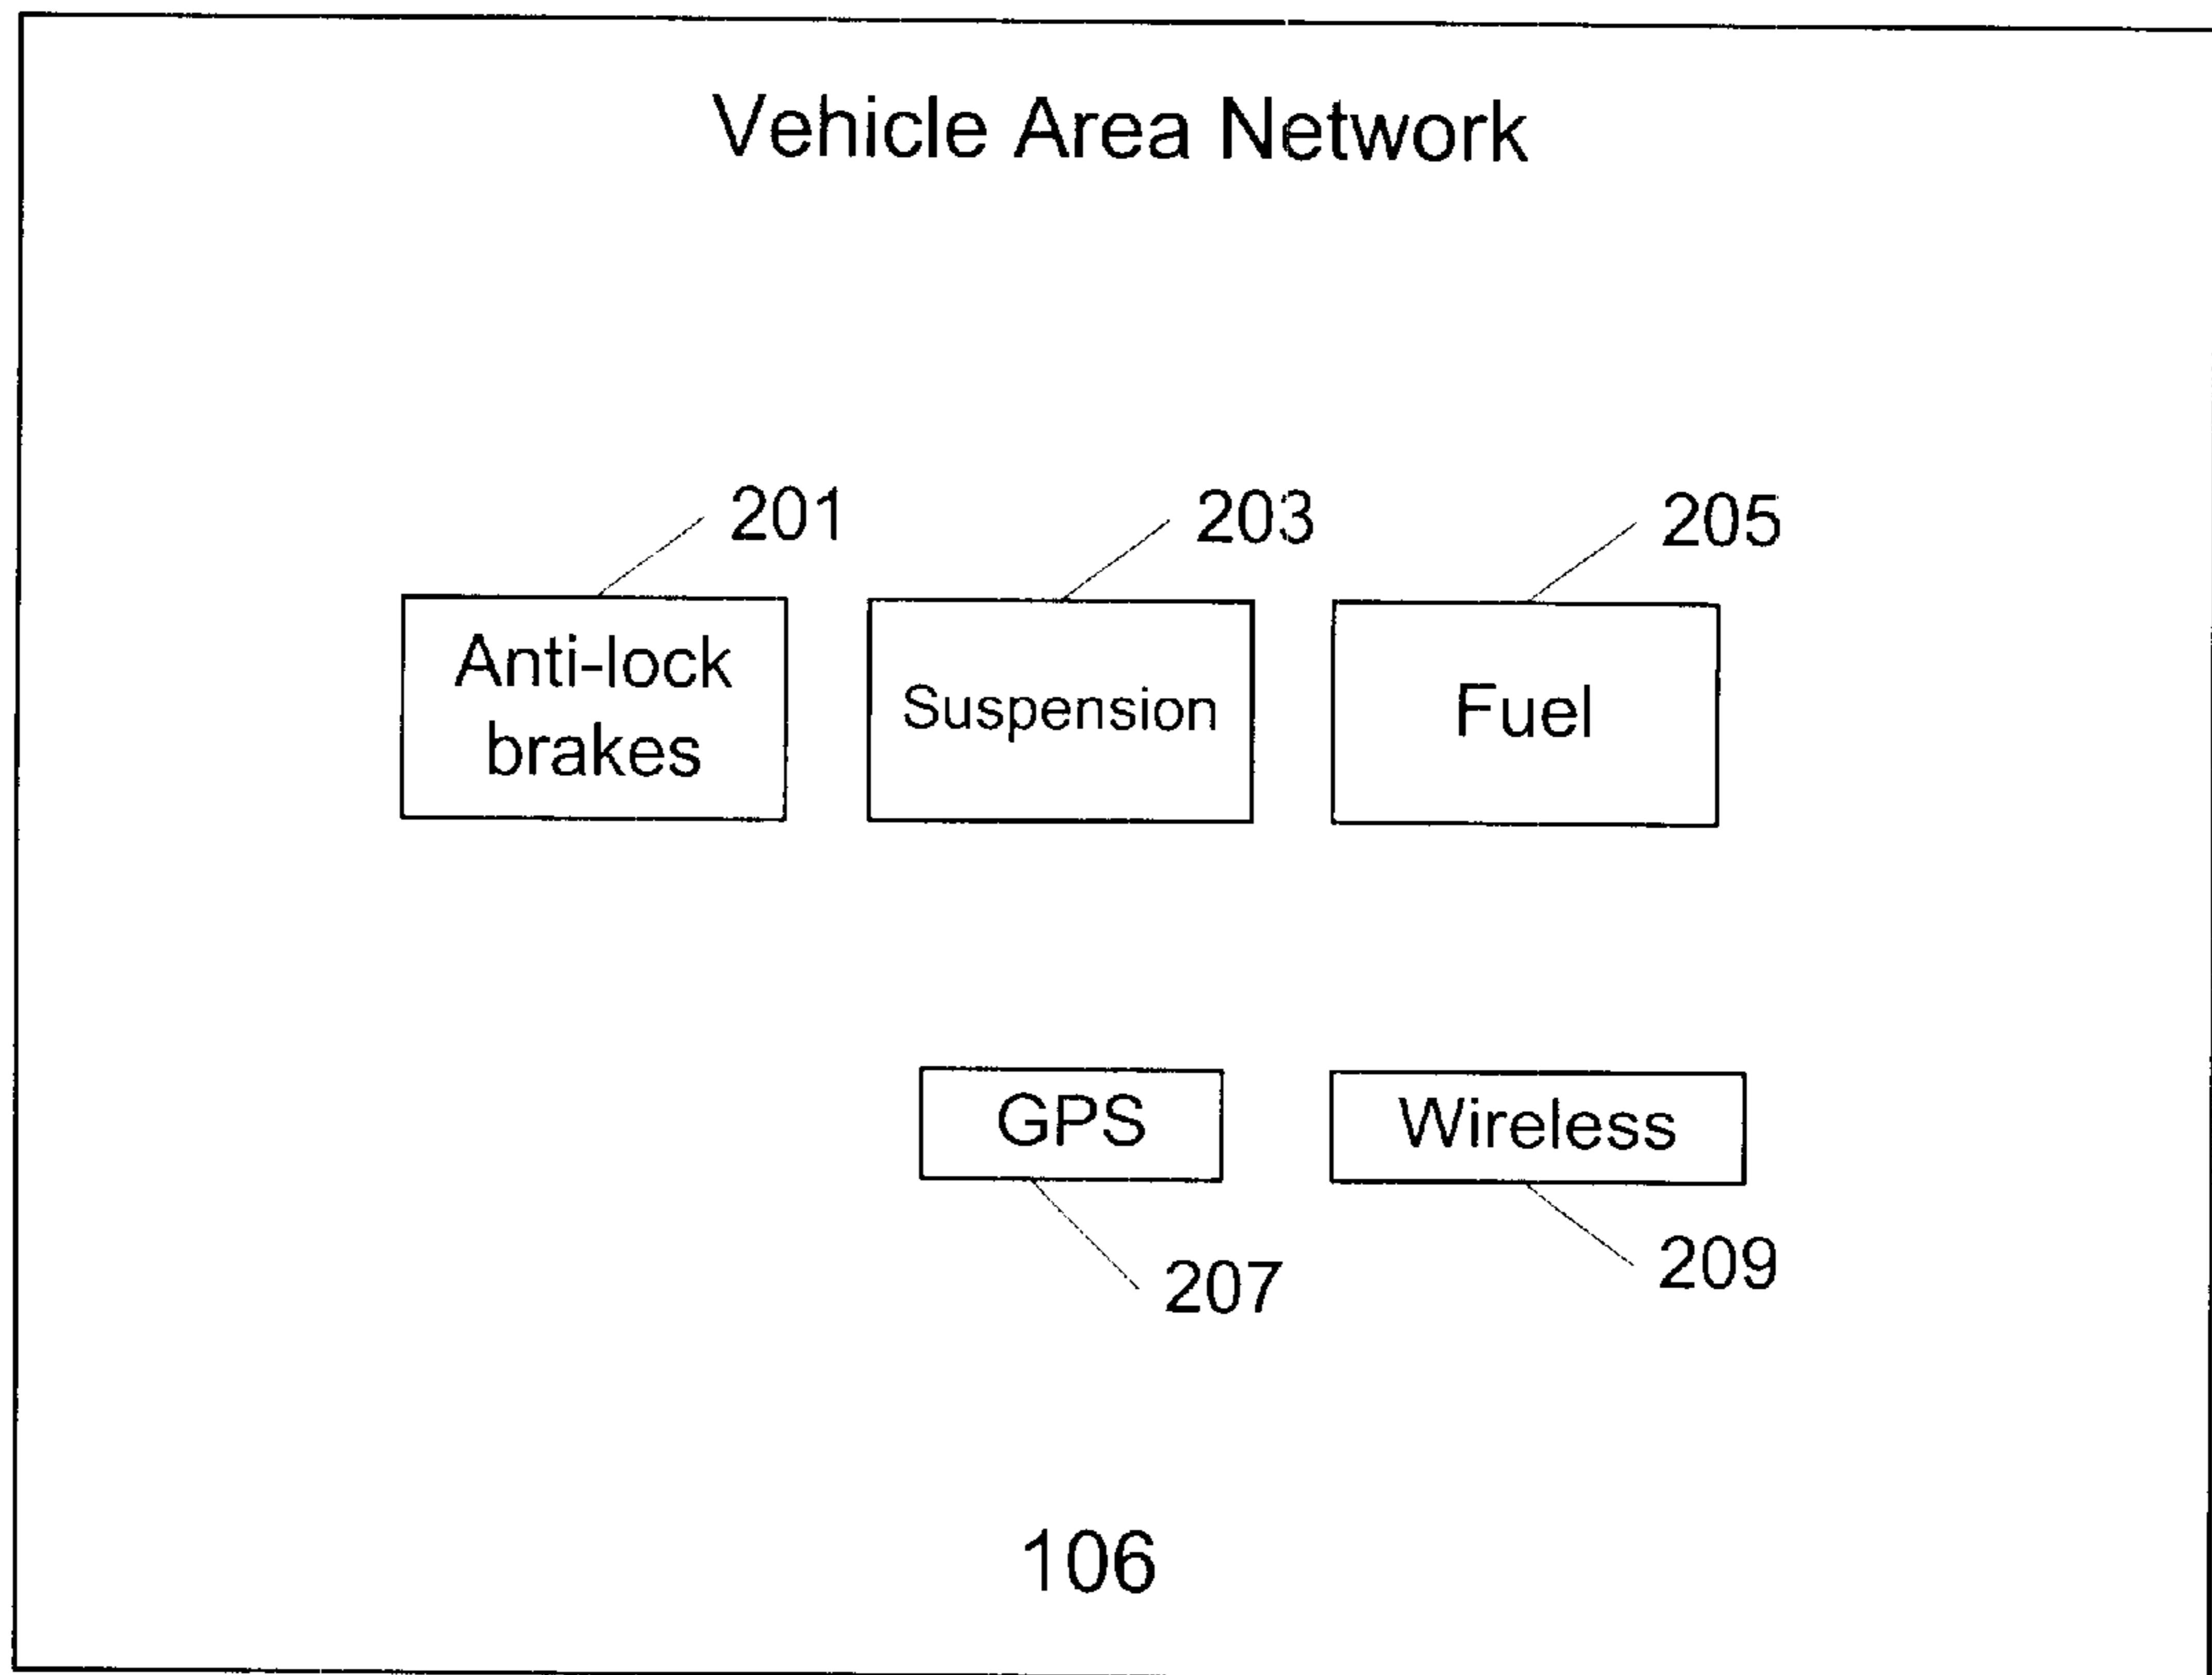 Vehicle Area Network
201
203
205
Anti-lock
brakes
Suspension
Fuel
GPS
Wireless
207
209
106